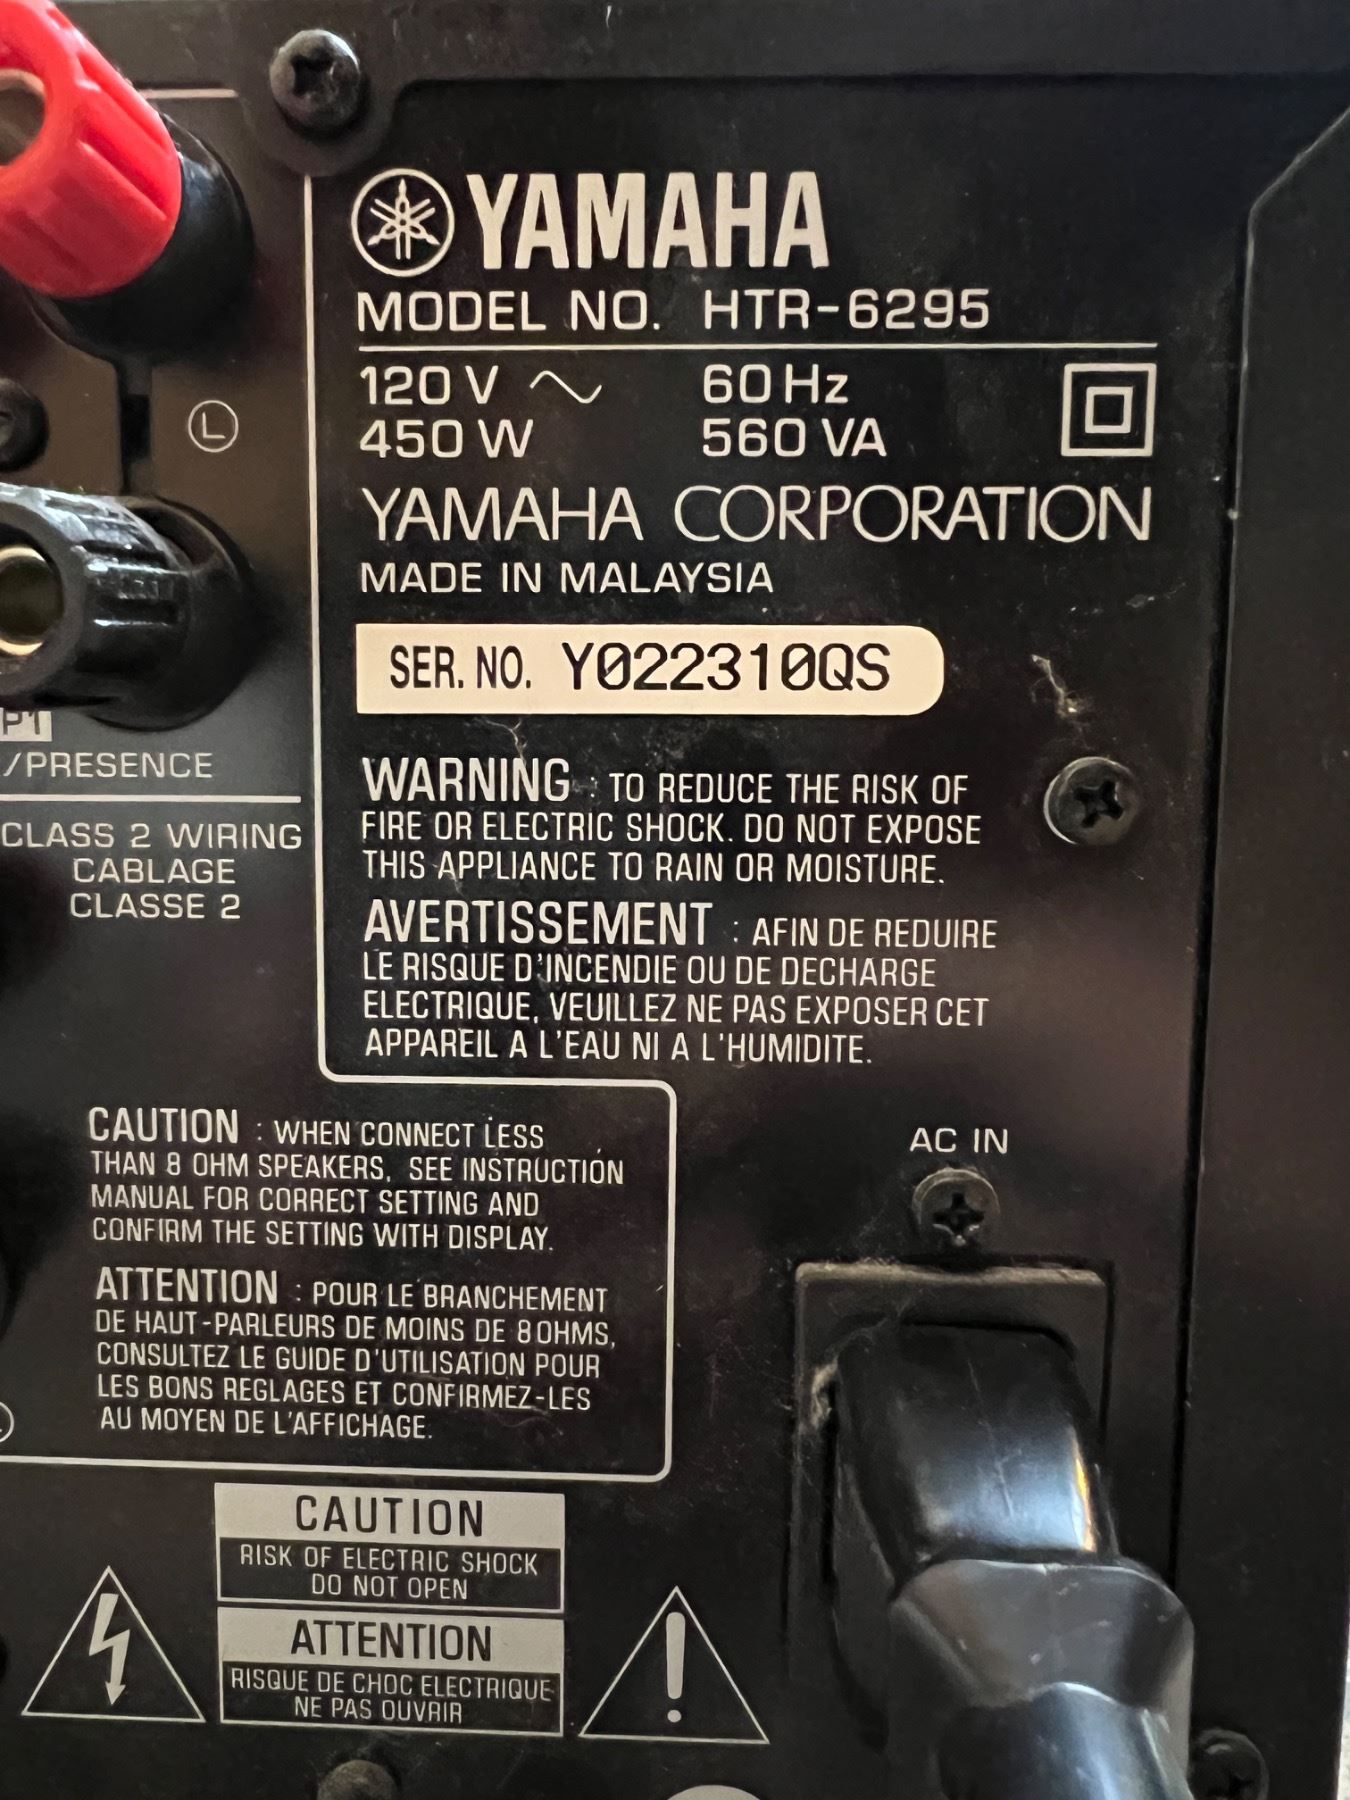 YAMAHA
MODEL NO. HTR-6295
120 V 60 Hz
450 W 560 VA
L
YAMAHA CORPORATION
MADE IN MALAYSIA
SER. NO. Y022310QS
P1
/PRESENCE
CLASS 2 WIRING
CABLAGE
CLASSE 2
WARNING : TO REDUCE THE RISK OF
FIRE OR ELECTRIC SHOCK. DO NOT EXPOSE
THIS APPLIANCE TO RAIN OR MOISTURE.
AVERTISSEMENT : AFIN DE REDUIRE
LE RISQUE D'INCENDIE OU DE DECHARGE
ELECTRIQUE, VEUILLEZ NE PAS EXPOSER CET
APPAREIL A L'EAU NI A L'HUMIDITE.
CAUTION : WHEN CONNECT LESS
THAN 8 OHM SPEAKERS, SEE INSTRUCTION
MANUAL FOR CORRECT SETTING AND
CONFIRM THE SETTING WITH DISPLAY.
ATTENTION : POUR LE BRANCHEMENT
DE HAUT-PARLEURS DE MOINS DE 8 OHMS,
CONSULTEZ LE GUIDE D'UTILISATION POUR
LES BONS REGLAGES ET CONFIRMEZ-LES
AU MOYEN DE L'AFFICHAGE.
AC IN
CAUTION
RISK OF ELECTRIC SHOCK
DO NOT OPEN
ATTENTION
RISQUE DE CHOC ELECTRIQUE
NE PAS OUVRIR